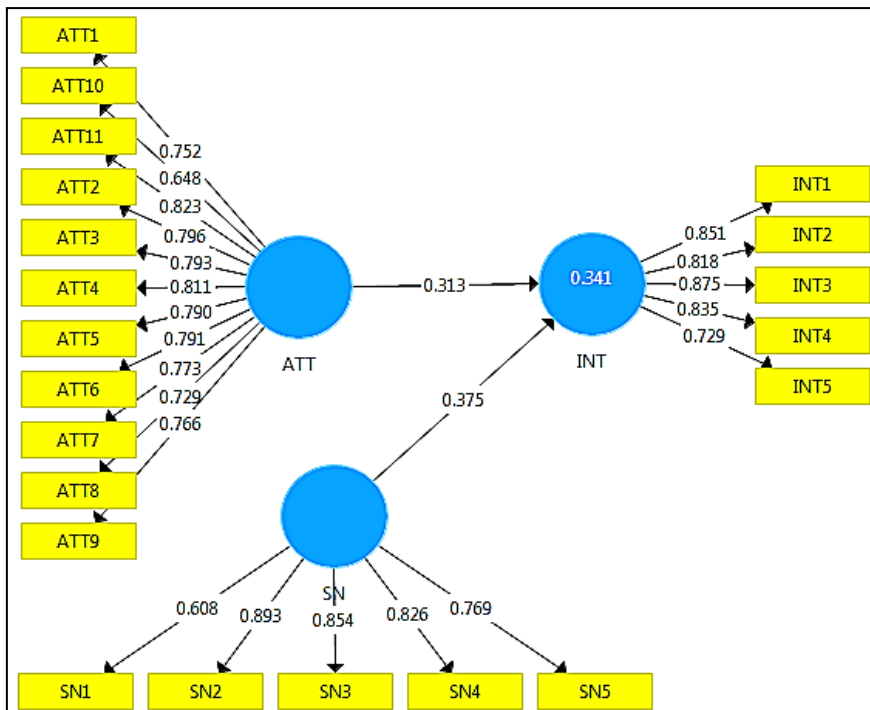 ATT1
ATT10
ATT11
ATT2
ATT3
ATT4
ATT5
ATT6
ATT7
ATT8
ATT9
0.752
0.648
0.823
0.796
0.793
0.811
0.790
0.791
0.773
0.729
0.766
ATT
0.313
0.341
INT
0.375
0.851
0.818
0.875
0.835
0.729
INT1
INT2
INT3
INT4
INT5
SN
0.608
0.893
0.854
0.826
0.769
SN1
SN2
SN3
SN4
SN5